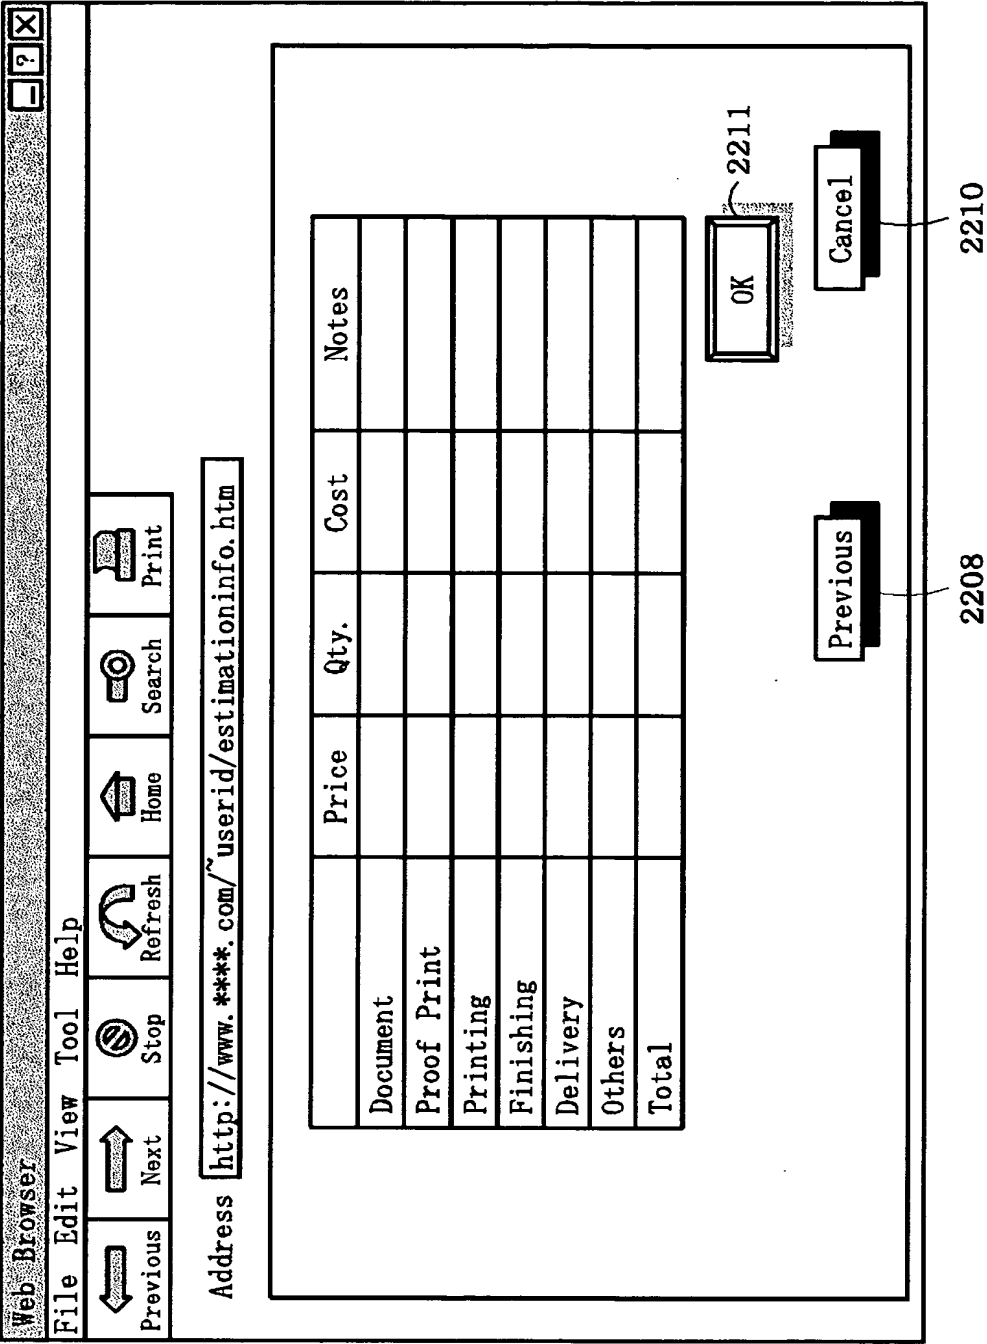 Web Browser _ ? X
File Edit View Tool Help
Previous Next Stop Refresh Home Search Print
Address http://www.****.com/~userid/estimationinfo.htm
Price Qty. Cost Notes
Document
Proof Print
Printing
Finishing
Delivery
Others
Total
OK 2211
Previous Cancel
2208 2210